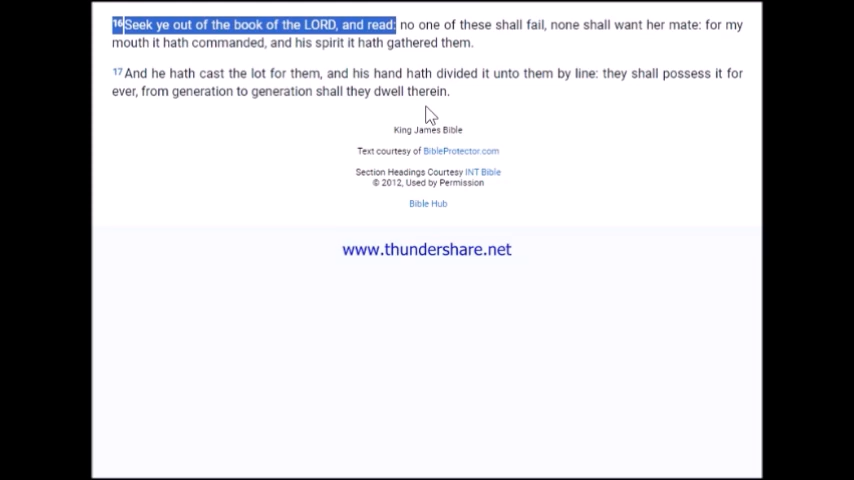 16Seek ye out of the book of the LORD, and read: no one of these shall fail, none shall want her mate: for my
mouth it hath commanded, and his spirit it hath gathered them.
17And he hath cast the lot for them, and his hand hath divided it unto them by line: they shall possess it for
ever, from generation to generation shall they dwell therein.
King James Bible
Text courtesy of BibleProtector.com
Section Headings Courtesy INT Bible
© 2012, Used by Permission
Bible Hub
www.thundershare.net